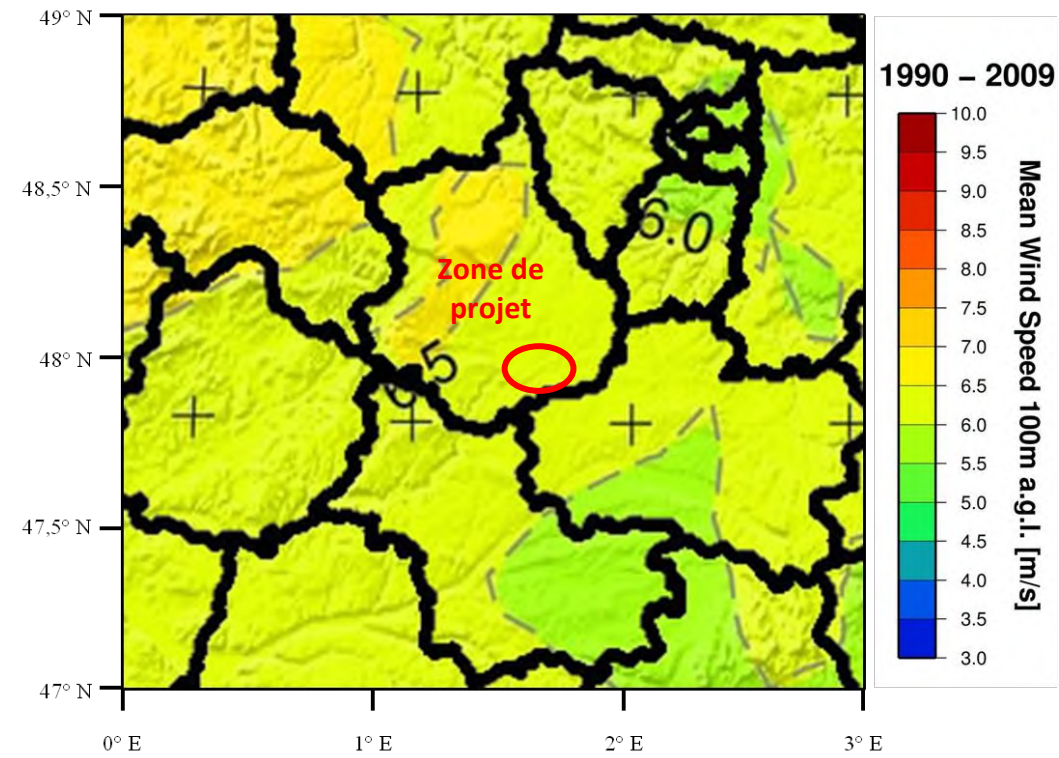 49° N
48,5° N
48° N
47,5° N
47° N
0° E
1° E
2° E
3° E
6.0
Zone de
projet
5
1990 – 2009
10.0
9.5
9.0
8.5
8.0
7.5
7.0
6.5
6.0
5.5
5.0
4.5
4.0
3.5
3.0
Mean Wind Speed 100m a.g.l. [m/s]